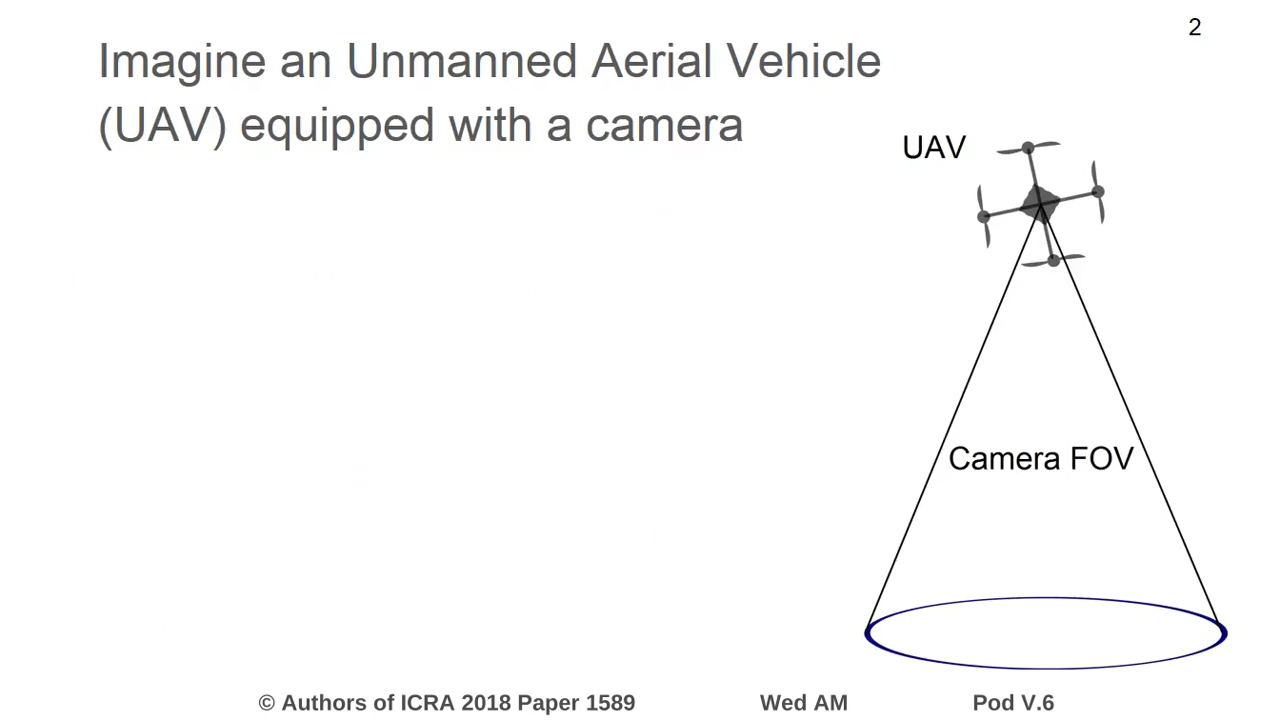 2
Imagine an Unmanned Aerial Vehicle
(UAV) equipped with a camera
UAV
Camera FOV
© Authors of ICRA 2018 Paper 1589 Wed AM Pod V.6